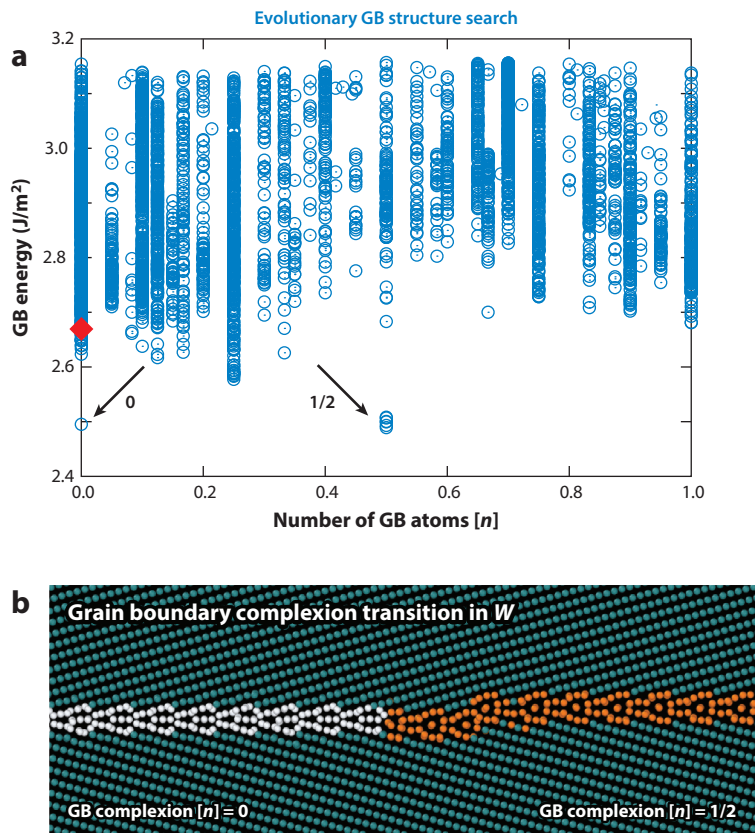 Evolutionary GB structure search
a
3.2
3.0
2.8
2.6
2.4
GB energy (J/m²)
0
1/2
0.0 0.2 0.4 0.6 0.8 1.0
Number of GB atoms [n]
b
Grain boundary complexion transition in W
GB complexion [n] = 0 GB complexion [n] = 1/2